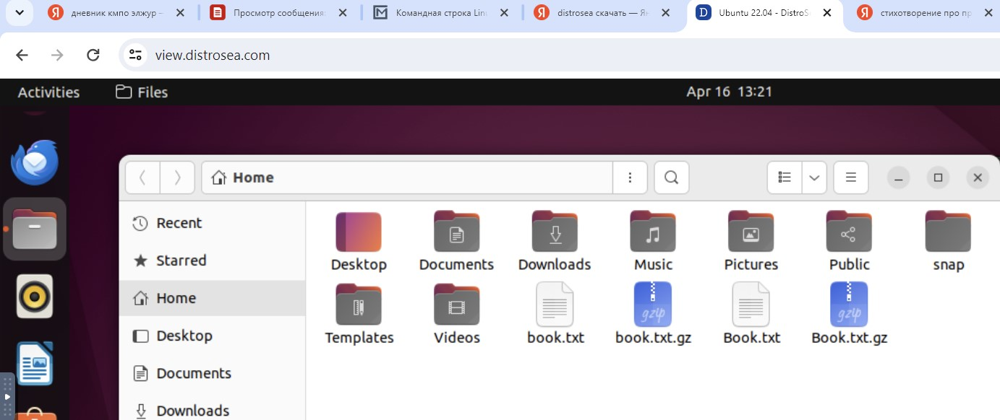 дневник кмпо элжур –
Просмотр сообщения
Командная строка Linu
distrosea скачать — Ян
Ubuntu 22.04 - DistroS
стихотворение про пр
view.distrosea.com
Activities
Files
Apr 16 13:21
Home
Recent
Starred
Home
Desktop
Documents
Downloads
Desktop
Documents
Downloads
Music
Pictures
Public
snap
Templates
Videos
book.txt
book.txt.gz
Book.txt
Book.txt.gz
gzip
gzip